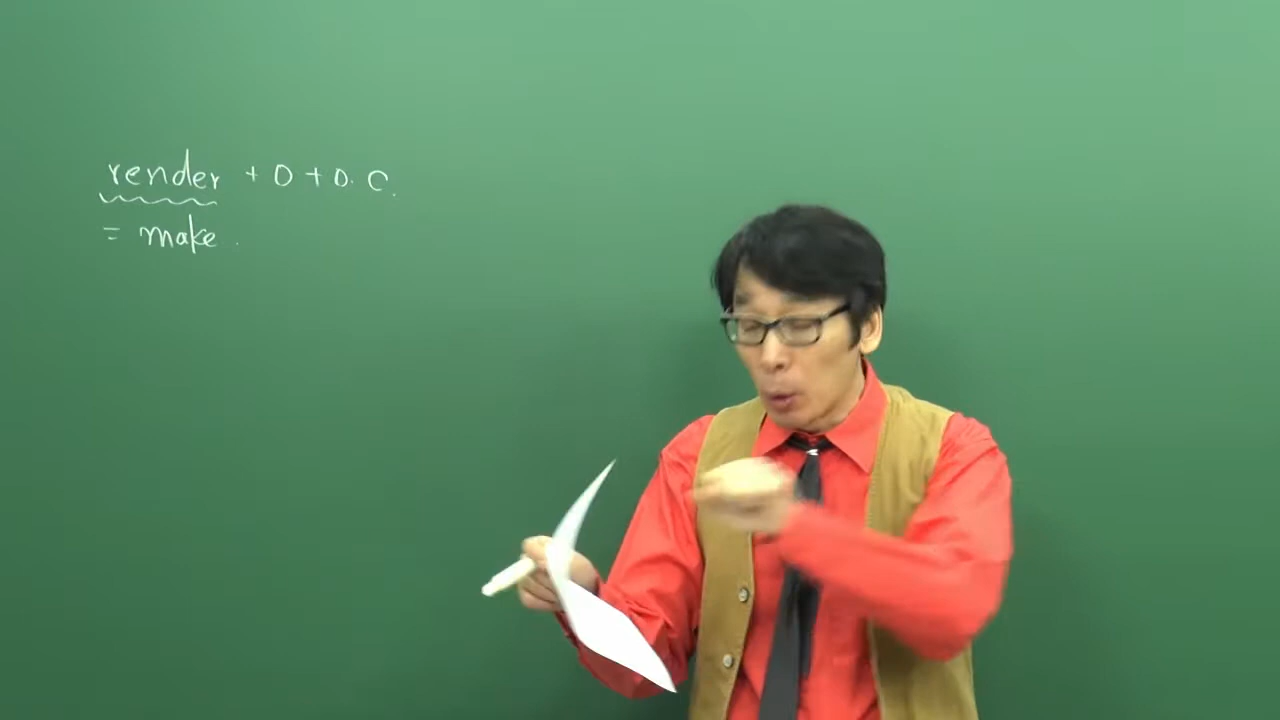 render + O + O. C.
= make.